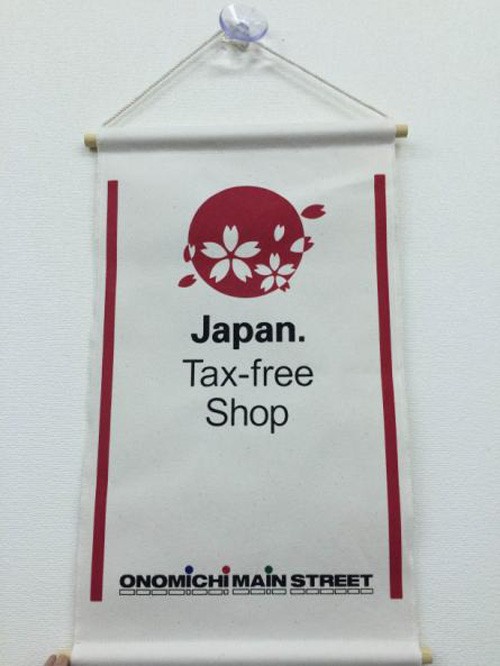 Japan.
Tax-free
Shop
ONOMiCHi MAiN STREET